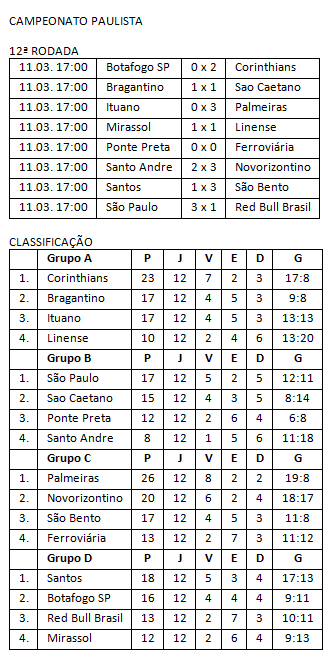 CAMPEONATO PAULISTA
12ª RODADA
11.03. 17:00 Botafogo SP 0 x 2 Corinthians
11.03. 17:00 Bragantino 1 x 1 Sao Caetano
11.03. 17:00 Ituano 0 x 3 Palmeiras
11.03. 17:00 Mirassol 1 x 1 Linense
11.03. 17:00 Ponte Preta 0 x 0 Ferroviária
11.03. 17:00 Santo Andre 2 x 3 Novorizontino
11.03. 17:00 Santos 1 x 3 São Bento
11.03. 17:00 São Paulo 3 x 1 Red Bull Brasil
CLASSIFICAÇÃO
Grupo A P J V E D G
1. Corinthians 23 12 7 2 3 17:8
2. Bragantino 17 12 4 5 3 9:8
3. Ituano 17 12 4 5 3 13:13
4. Linense 10 12 2 4 6 13:20
Grupo B P J V E D G
1. São Paulo 17 12 5 2 5 12:11
2. Sao Caetano 15 12 4 3 5 8:14
3. Ponte Preta 12 12 2 6 4 6:8
4. Santo Andre 8 12 1 5 6 11:18
Grupo C P J V E D G
1. Palmeiras 26 12 8 2 2 19:8
2. Novorizontino 20 12 6 2 4 18:17
3. São Bento 17 12 4 5 3 11:8
4. Ferroviária 13 12 2 7 3 11:12
Grupo D P J V E D G
1. Santos 18 12 5 3 4 17:13
2. Botafogo SP 16 12 4 4 4 9:11
3. Red Bull Brasil 13 12 2 7 3 10:11
4. Mirassol 12 12 2 6 4 9:13